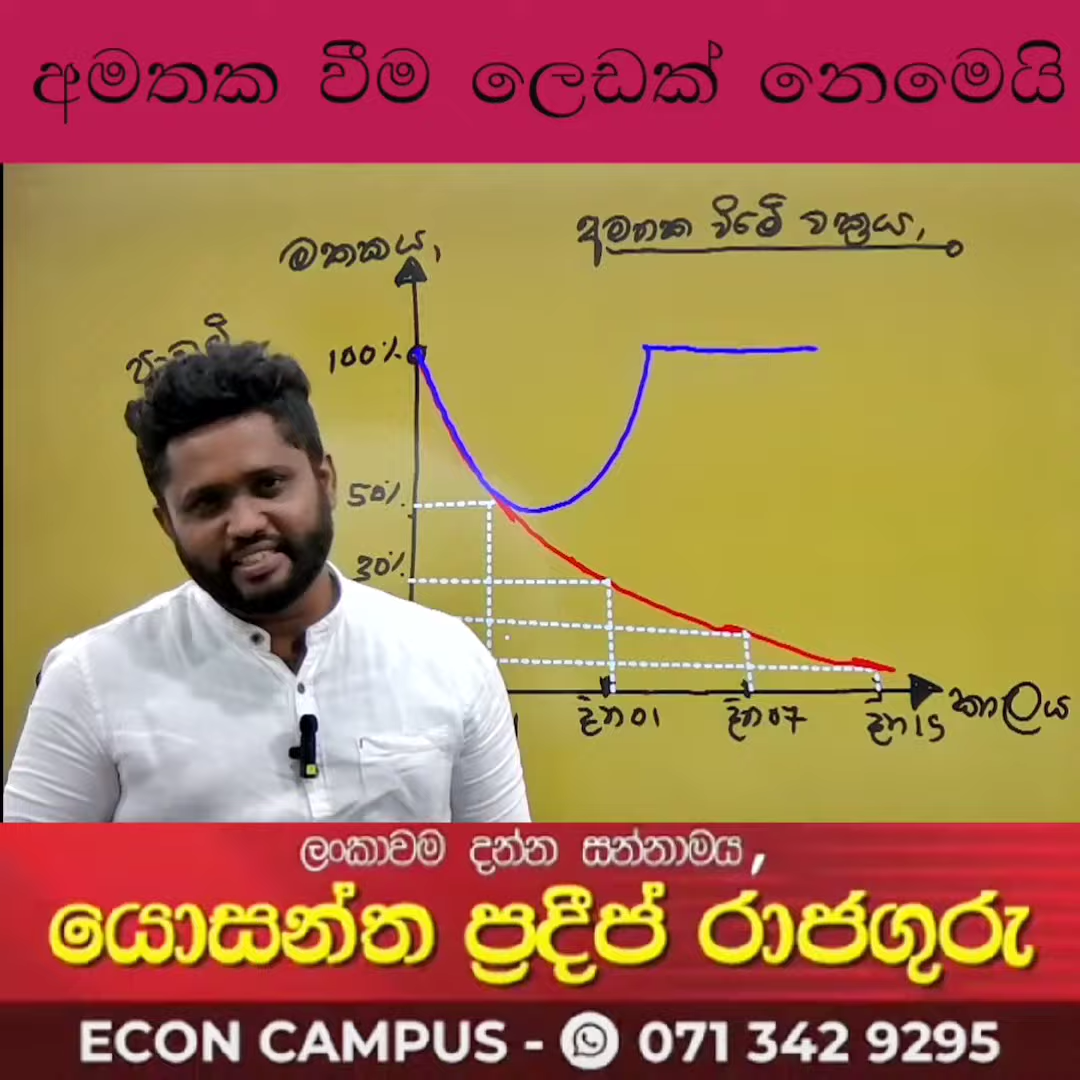 අමතක වීම ලෙඩක් නෙමෙයි
අමතක වීමේ වක්‍රය,
මතකය,
100%
50%
30%
දින 01
දින 07
දින 15
කාලය
ලංකාවම දන්න සන්නාමය,
යොසන්ත ප්‍රදීප් රාජගුරු
ECON CAMPUS - 071 342 9295